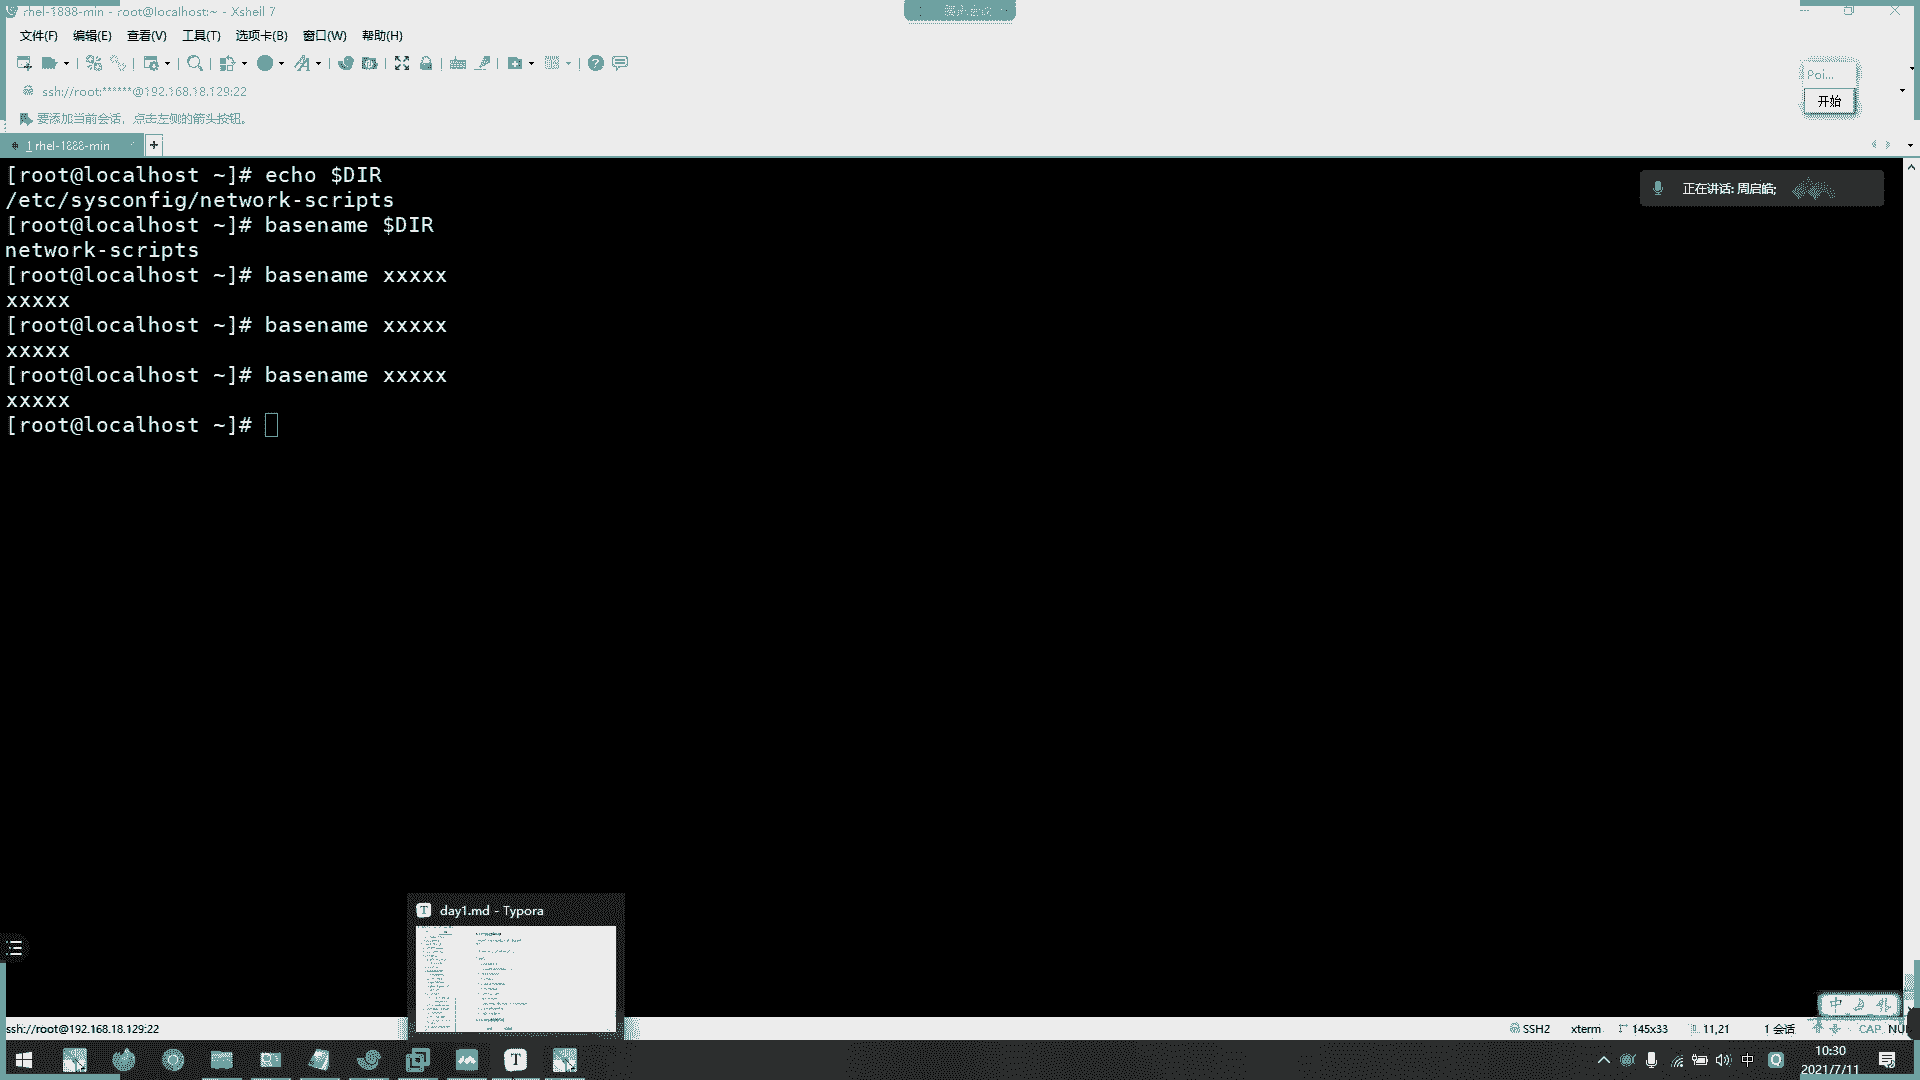 rhel-1888-min - root@localhost:~ - Xshell 7
文件(F) 编辑(E) 查看(V) 工具(T) 选项卡(B) 窗口(W) 帮助(H)
Poi...
开始
ssh://root:******@192.168.18.129:22
要添加当前会话，点击左侧的箭头按钮。
1 rhel-1888-min
+
[root@localhost ~]# echo $DIR
/etc/sysconfig/network-scripts
[root@localhost ~]# basename $DIR
network-scripts
[root@localhost ~]# basename xxxxx
xxxxx
[root@localhost ~]# basename xxxxx
xxxxx
[root@localhost ~]# basename xxxxx
xxxxx
[root@localhost ~]#
正在讲话: 周启皓;
T day1.md - Typora
中
ssh://root@192.168.18.129:22 SSH2 xterm 145x33 11,21 1 会话 CAP NUM
T
中
10:30
2021/7/11